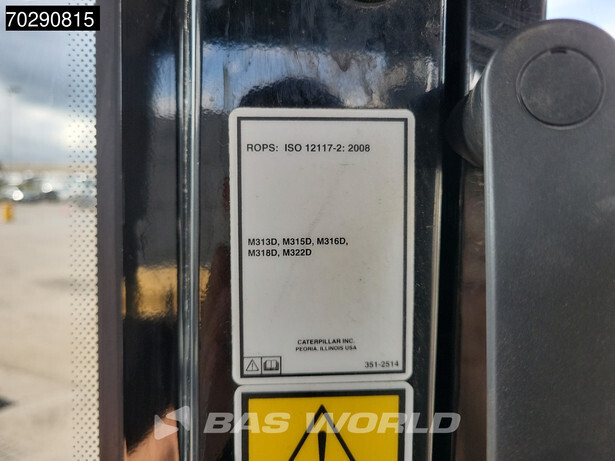 70290815
ROPS: ISO 12117-2: 2008
M313D, M315D, M316D,
M318D, M322D
CATERPILLAR INC.
PEORIA, ILLINOIS USA
351-2514
BAS WORLD